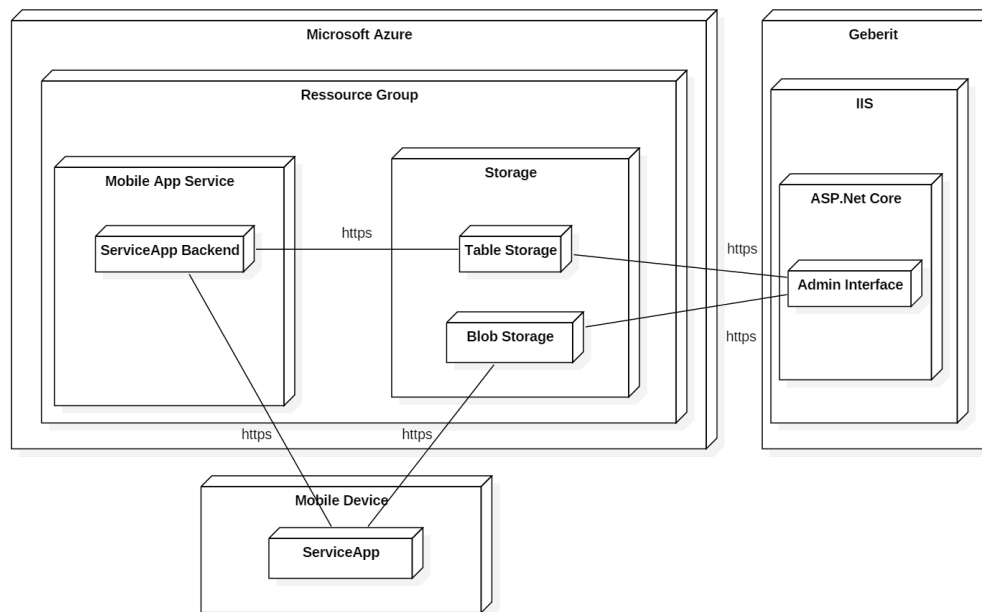 Microsoft Azure
Geberit
Ressource Group
IIS
Mobile App Service
Storage
ASP.Net Core
ServiceApp Backend
https
Table Storage
https
Admin Interface
Blob Storage
https
https
https
Mobile Device
ServiceApp